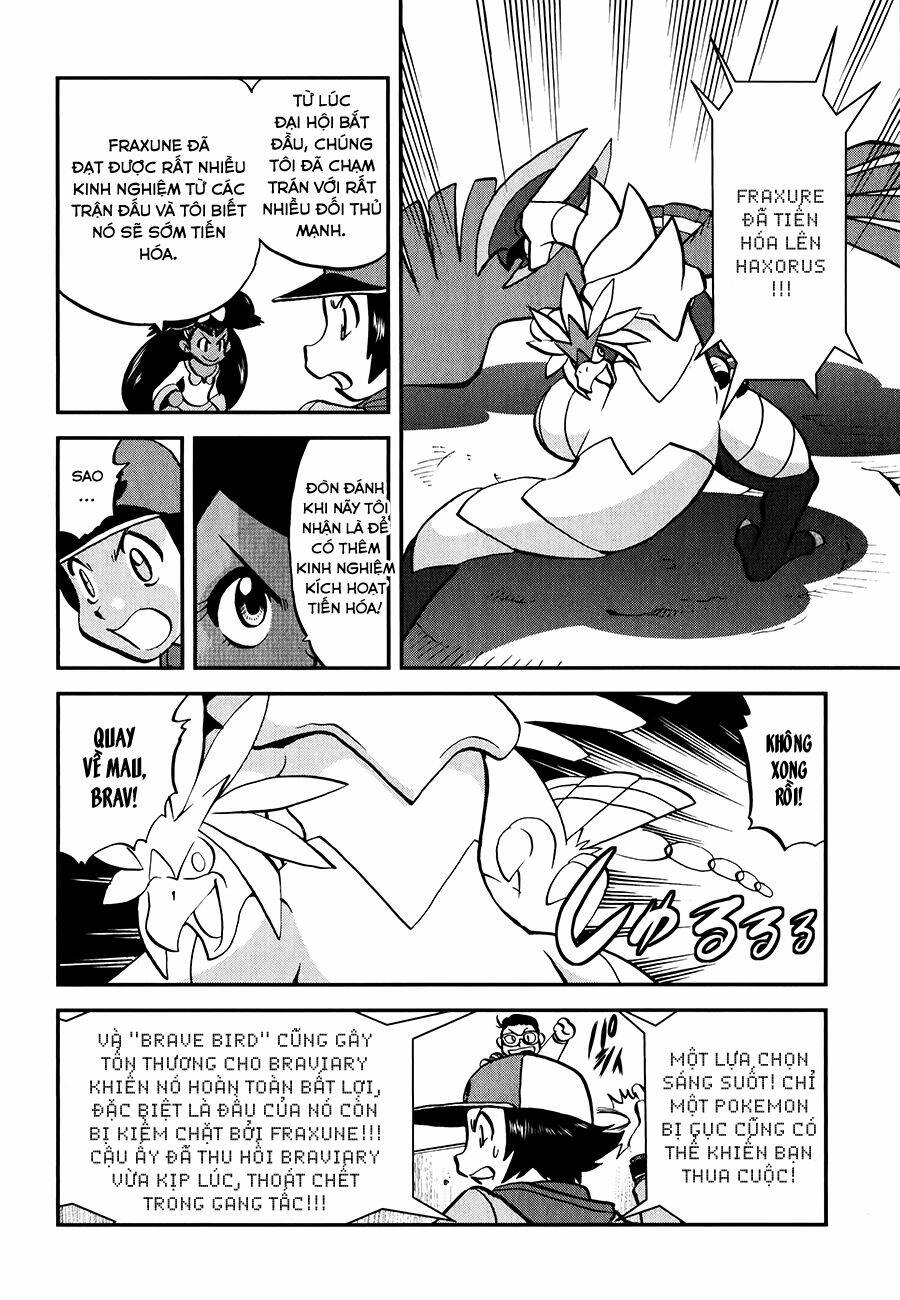 FRAXURE
ĐÃ TIẾN
HÓA LÊN
HAXORUS
!!!
TỪ LÚC
ĐẠI HỘI BẮT
ĐẦU, CHÚNG
TÔI ĐÃ CHẠM
TRÁN VỚI RẤT
NHIỀU ĐỐI THỦ
MẠNH.
FRAXUNE ĐÃ
ĐẠT ĐƯỢC RẤT NHIỀU
KINH NGHIỆM TỪ CÁC
TRẬN ĐẤU VÀ TÔI BIẾT
NÓ SẼ SỚM TIẾN
HÓA.
ĐÒN ĐÁNH
KHI NÃY TÔI
NHẬN LÀ ĐỂ
CÓ THÊM
KINH NGHIỆM
KÍCH HOẠT
TIẾN HÓA!
SAO
...
KHÔNG
XONG
RỒI!
QUAY
VỀ MAU,
BRAV!
しゅるるる
MỘT LỰA CHỌN
SÁNG SUỐT! CHỈ
MỘT POKEMON
BỊ GỤC CŨNG CÓ
THỂ KHIẾN BẠN
THUA CUỘC!
VÀ "BRAVE BIRD" CŨNG GÂY
TỔN THƯƠNG CHO BRAVIARY
KHIẾN NÓ HOÀN TOÀN BẤT LỢI,
ĐẶC BIỆT LÀ ĐẦU CỦA NÓ CÒN
BỊ KIỀM CHẶT BỞI FRAXUNE!!!
CẬU ẤY ĐÃ THU HỒI BRAVIARY
VỪA KỊP LÚC, THOÁT CHẾT
TRONG GANG TẤC!!!